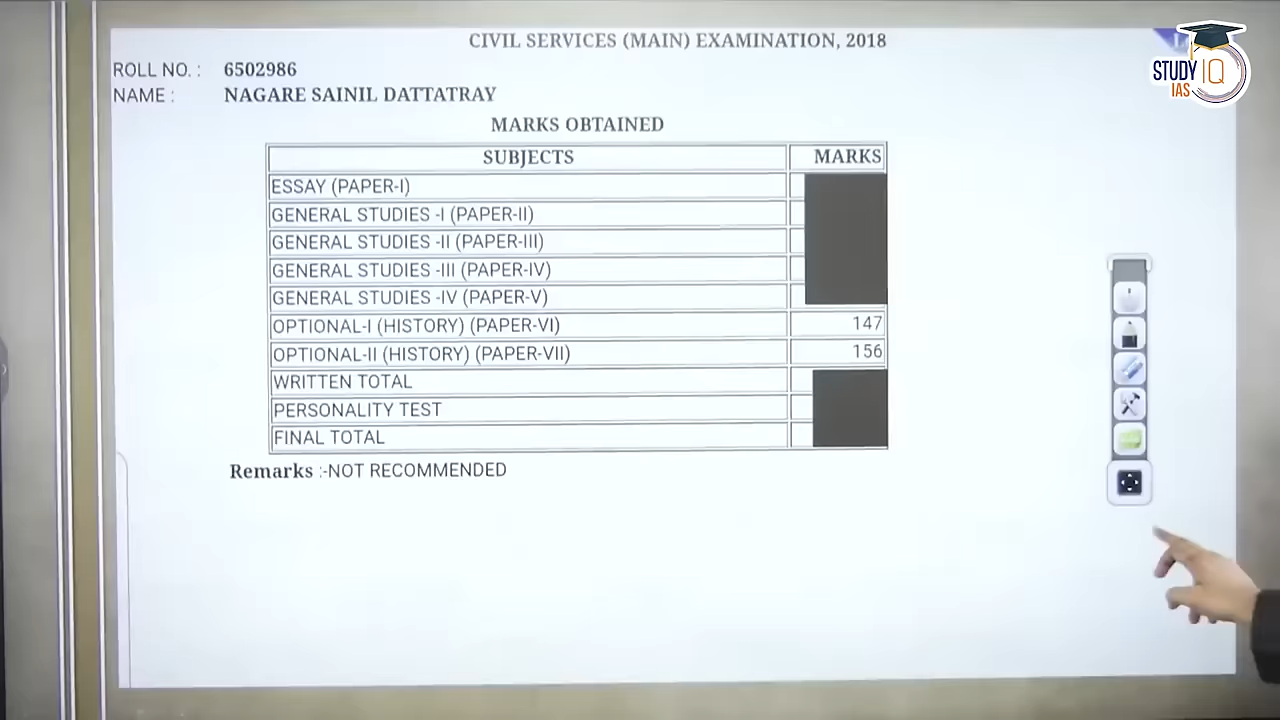 CIVIL SERVICES (MAIN) EXAMINATION, 2018
STUDY IQ
IAS
ROLL NO. : 6502986
NAME : NAGARE SAINIL DATTATRAY
MARKS OBTAINED
SUBJECTS MARKS
ESSAY (PAPER-I)
GENERAL STUDIES -I (PAPER-II)
GENERAL STUDIES -II (PAPER-III)
GENERAL STUDIES -III (PAPER-IV)
GENERAL STUDIES -IV (PAPER-V)
OPTIONAL-I (HISTORY) (PAPER-VI) 147
OPTIONAL-II (HISTORY) (PAPER-VII) 156
WRITTEN TOTAL
PERSONALITY TEST
FINAL TOTAL
Remarks :-NOT RECOMMENDED